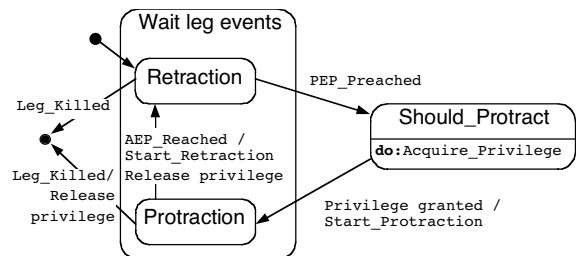 Wait leg events
Retraction
PEP_Preached
Leg_Killed
Should_Protract
do:Acquire_Privilege
AEP_Reached /
Start_Retraction
Release privilege
Leg_Killed/
Release
privilege
Protraction
Privilege granted /
Start_Protraction